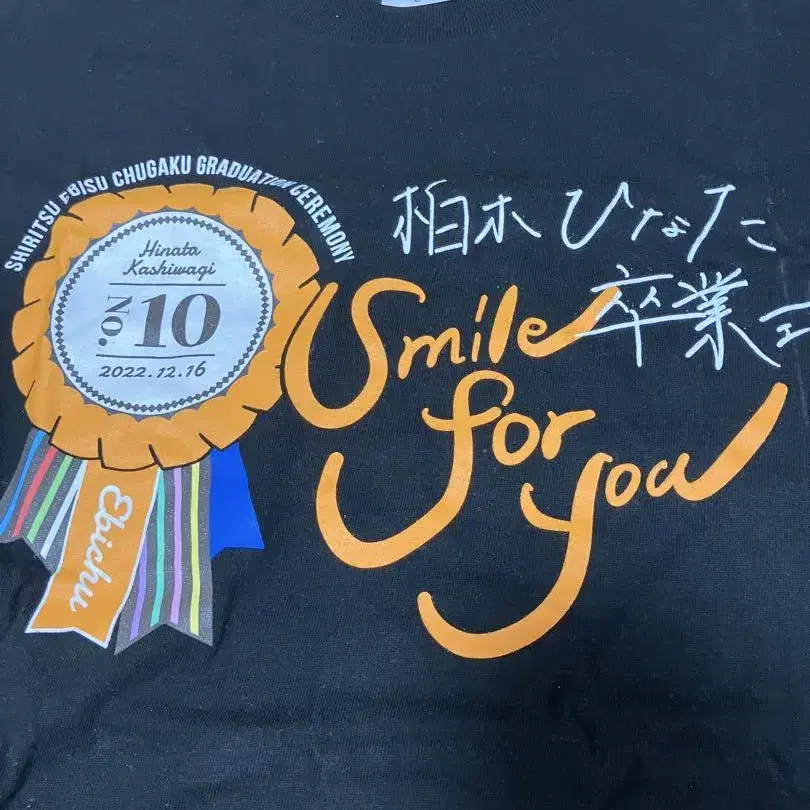 SHIRITSU EBISU CHUGAKU GRADUATION CEREMONY
Hinata
Kashiwagi
No. 10
2022.12.16
Ebichu
柏木ひなた
卒業式
Smile
for
you